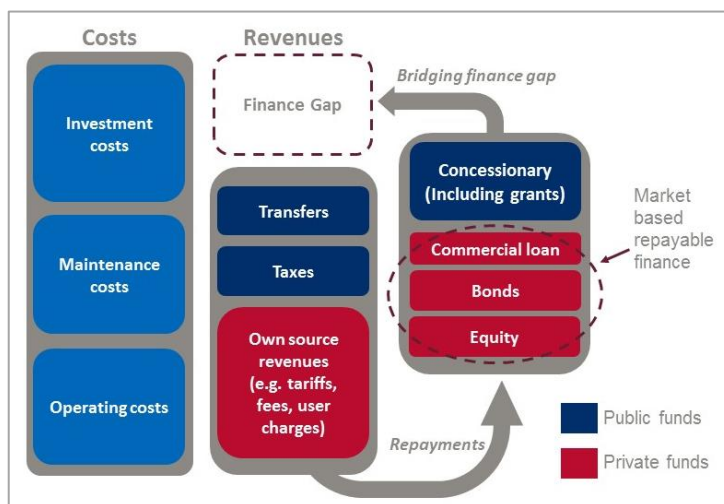 Costs
Revenues
Investment
costs
Maintenance
costs
Operating costs
Finance Gap
Transfers
Taxes
Own source
revenues
(e.g. tariffs,
fees, user
charges)
Bridging finance gap
Concessionary
(Including grants)
Commercial loan
Bonds
Equity
Market
based
repayable
finance
Repayments
Public funds
Private funds